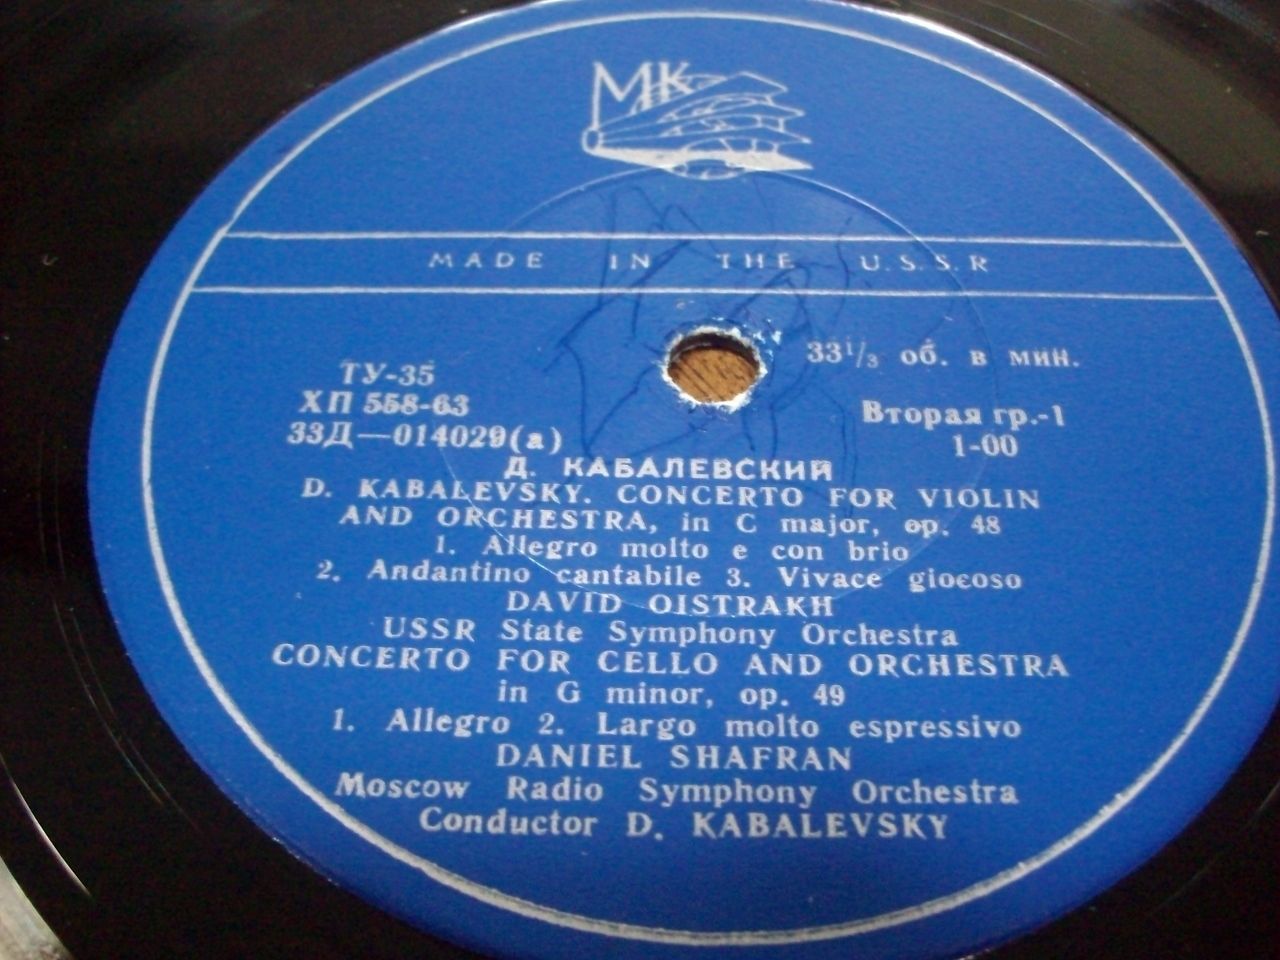 МК
MADE IN THE U.S.S.R
ТУ-35
33⅓ об. в мин.
ХП 558-63
Вторая гр.-1
33Д—014029(а)
1-00
Д. КАБАЛЕВСКИЙ
D. KABALEVSKY. CONCERTO FOR VIOLIN
AND ORCHESTRA, in C major, op. 48
1. Allegro molto e con brio
2. Andantino cantabile 3. Vivace giocoso
DAVID OISTRAKH
USSR State Symphony Orchestra
CONCERTO FOR CELLO AND ORCHESTRA
in G minor, op. 49
1. Allegro 2. Largo molto espressivo
DANIEL SHAFRAN
Moscow Radio Symphony Orchestra
Conductor D. KABALEVSKY